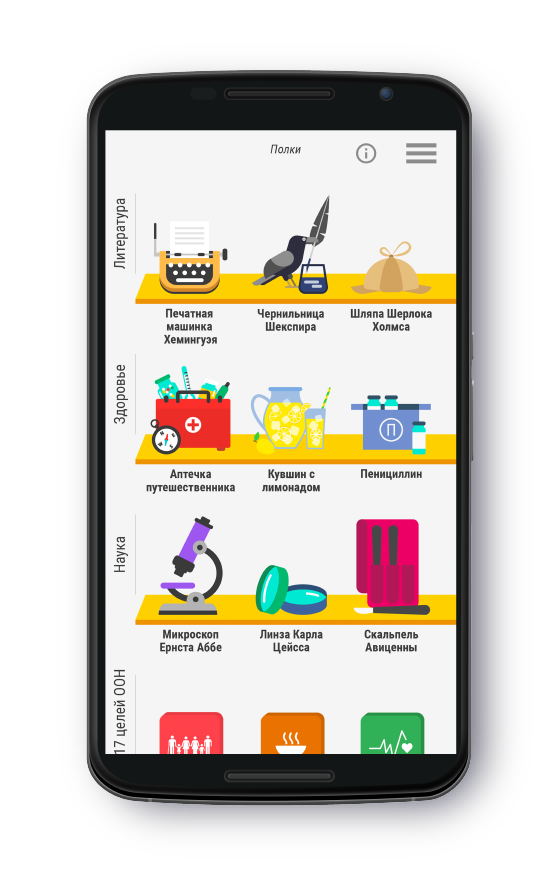 Полки
Литература
Печатная
машинка
Хемингуэя
Чернильница
Шекспира
Шляпа Шерлока
Холмса
Здоровье
П
Аптечка
путешественника
Кувшин с
лимонадом
Пенициллин
Наука
Микроскоп
Ернста Аббе
Линза Карла
Цейсса
Скальпель
Авиценны
17 целей ООН